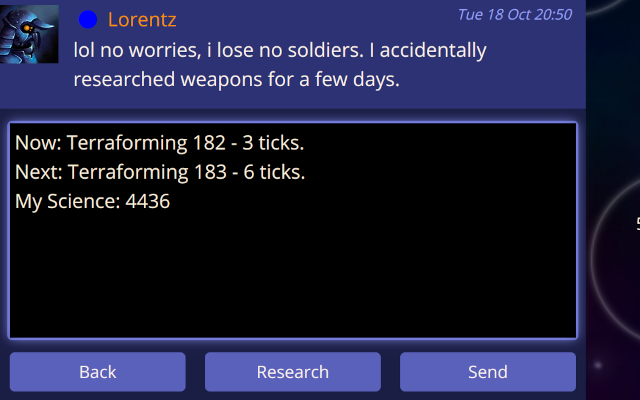 Lorentz
Tue 18 Oct 20:50
lol no worries, i lose no soldiers. I accidentally
researched weapons for a few days.
Now: Terraforming 182 - 3 ticks.
Next: Terraforming 183 - 6 ticks.
My Science: 4436
Back
Research
Send